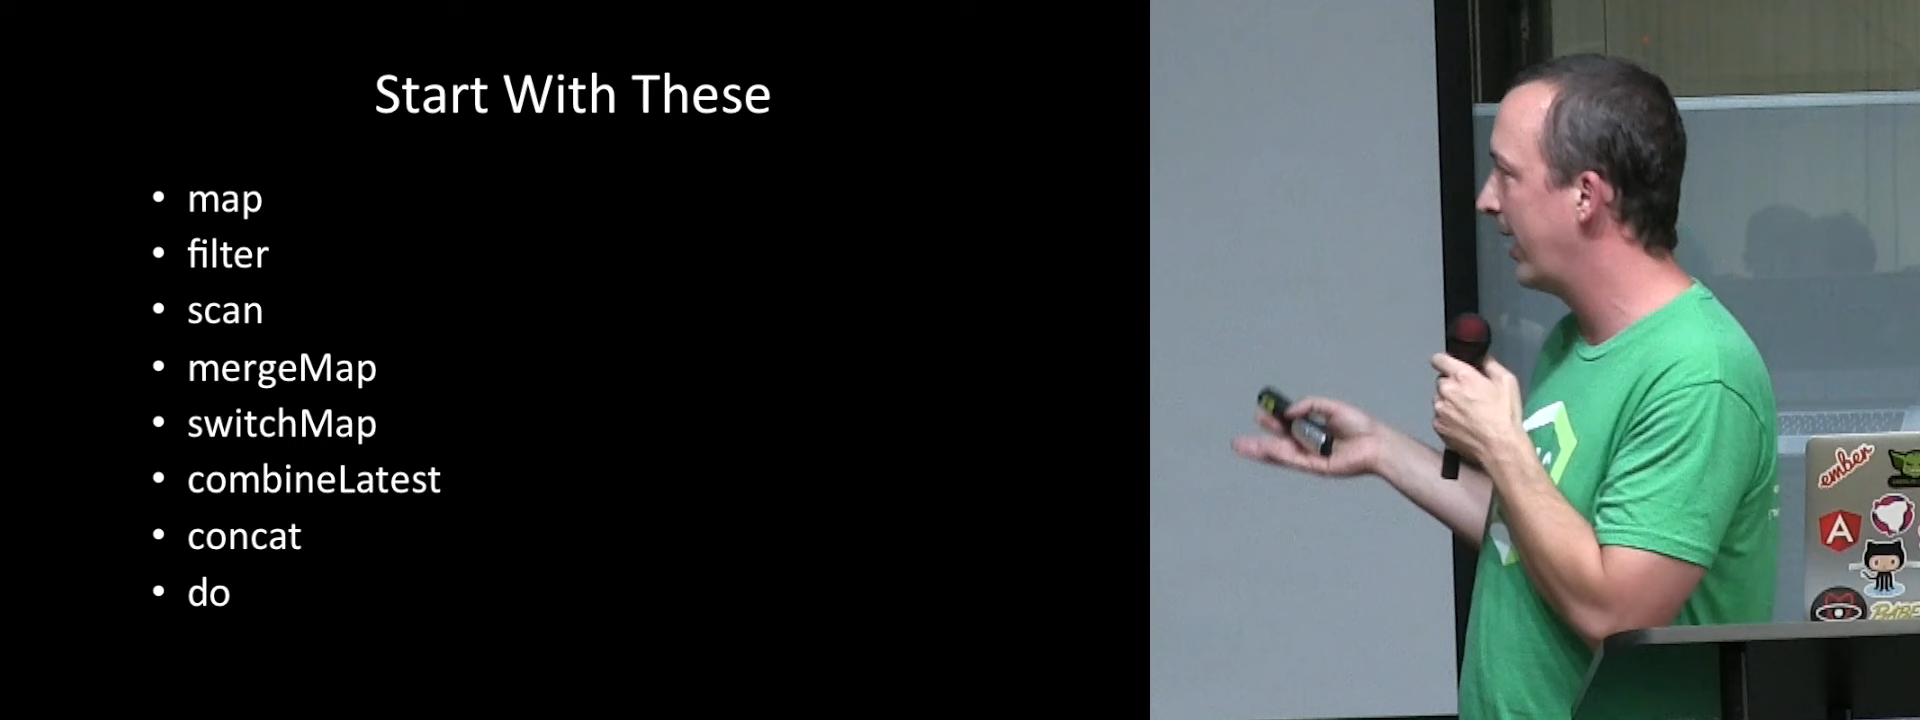 Start With These
• map
• filter
• scan
• mergeMap
• switchMap
• combineLatest
• concat
• do
ember
A